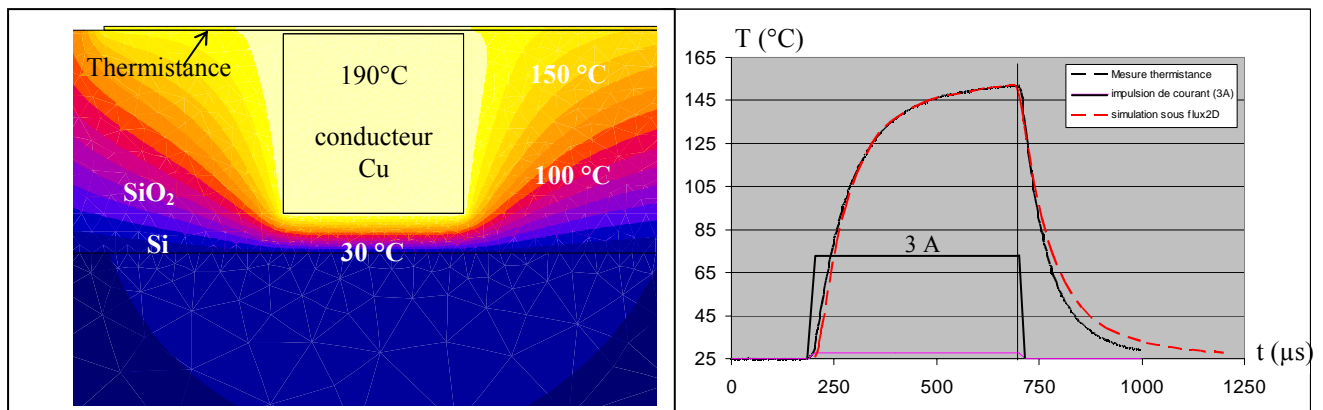 Thermistance
190°C
conducteur
Cu
150 °C
100 °C
SiO2
Si
30 °C
T (°C)
165
145
125
105
85
65
45
25
Mesure thermistance
impulsion de courant (3A)
simulation sous flux2D
3 A
0
250
500
750
1000
1250
t (µs)